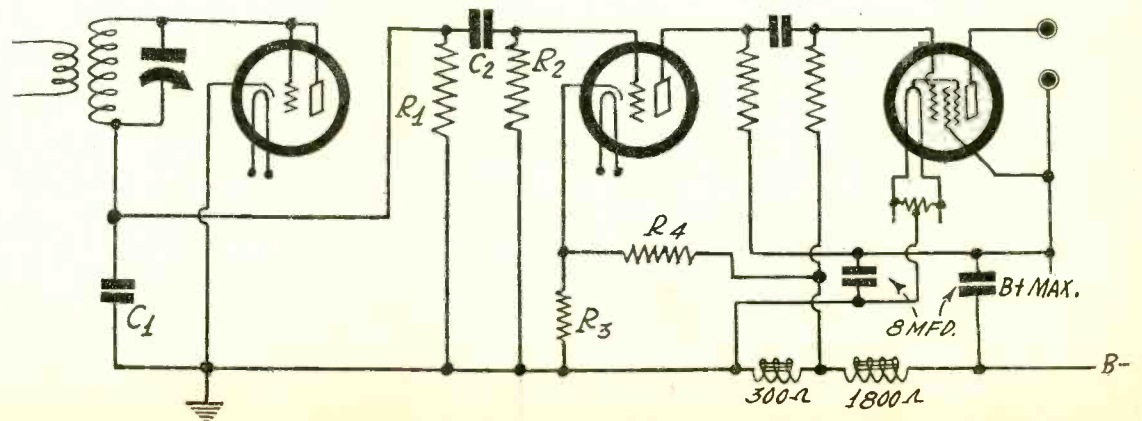 C1
R1
C2
R2
R3
R4
8 MFD.
B+ MAX.
300Ω
1800Ω
B-